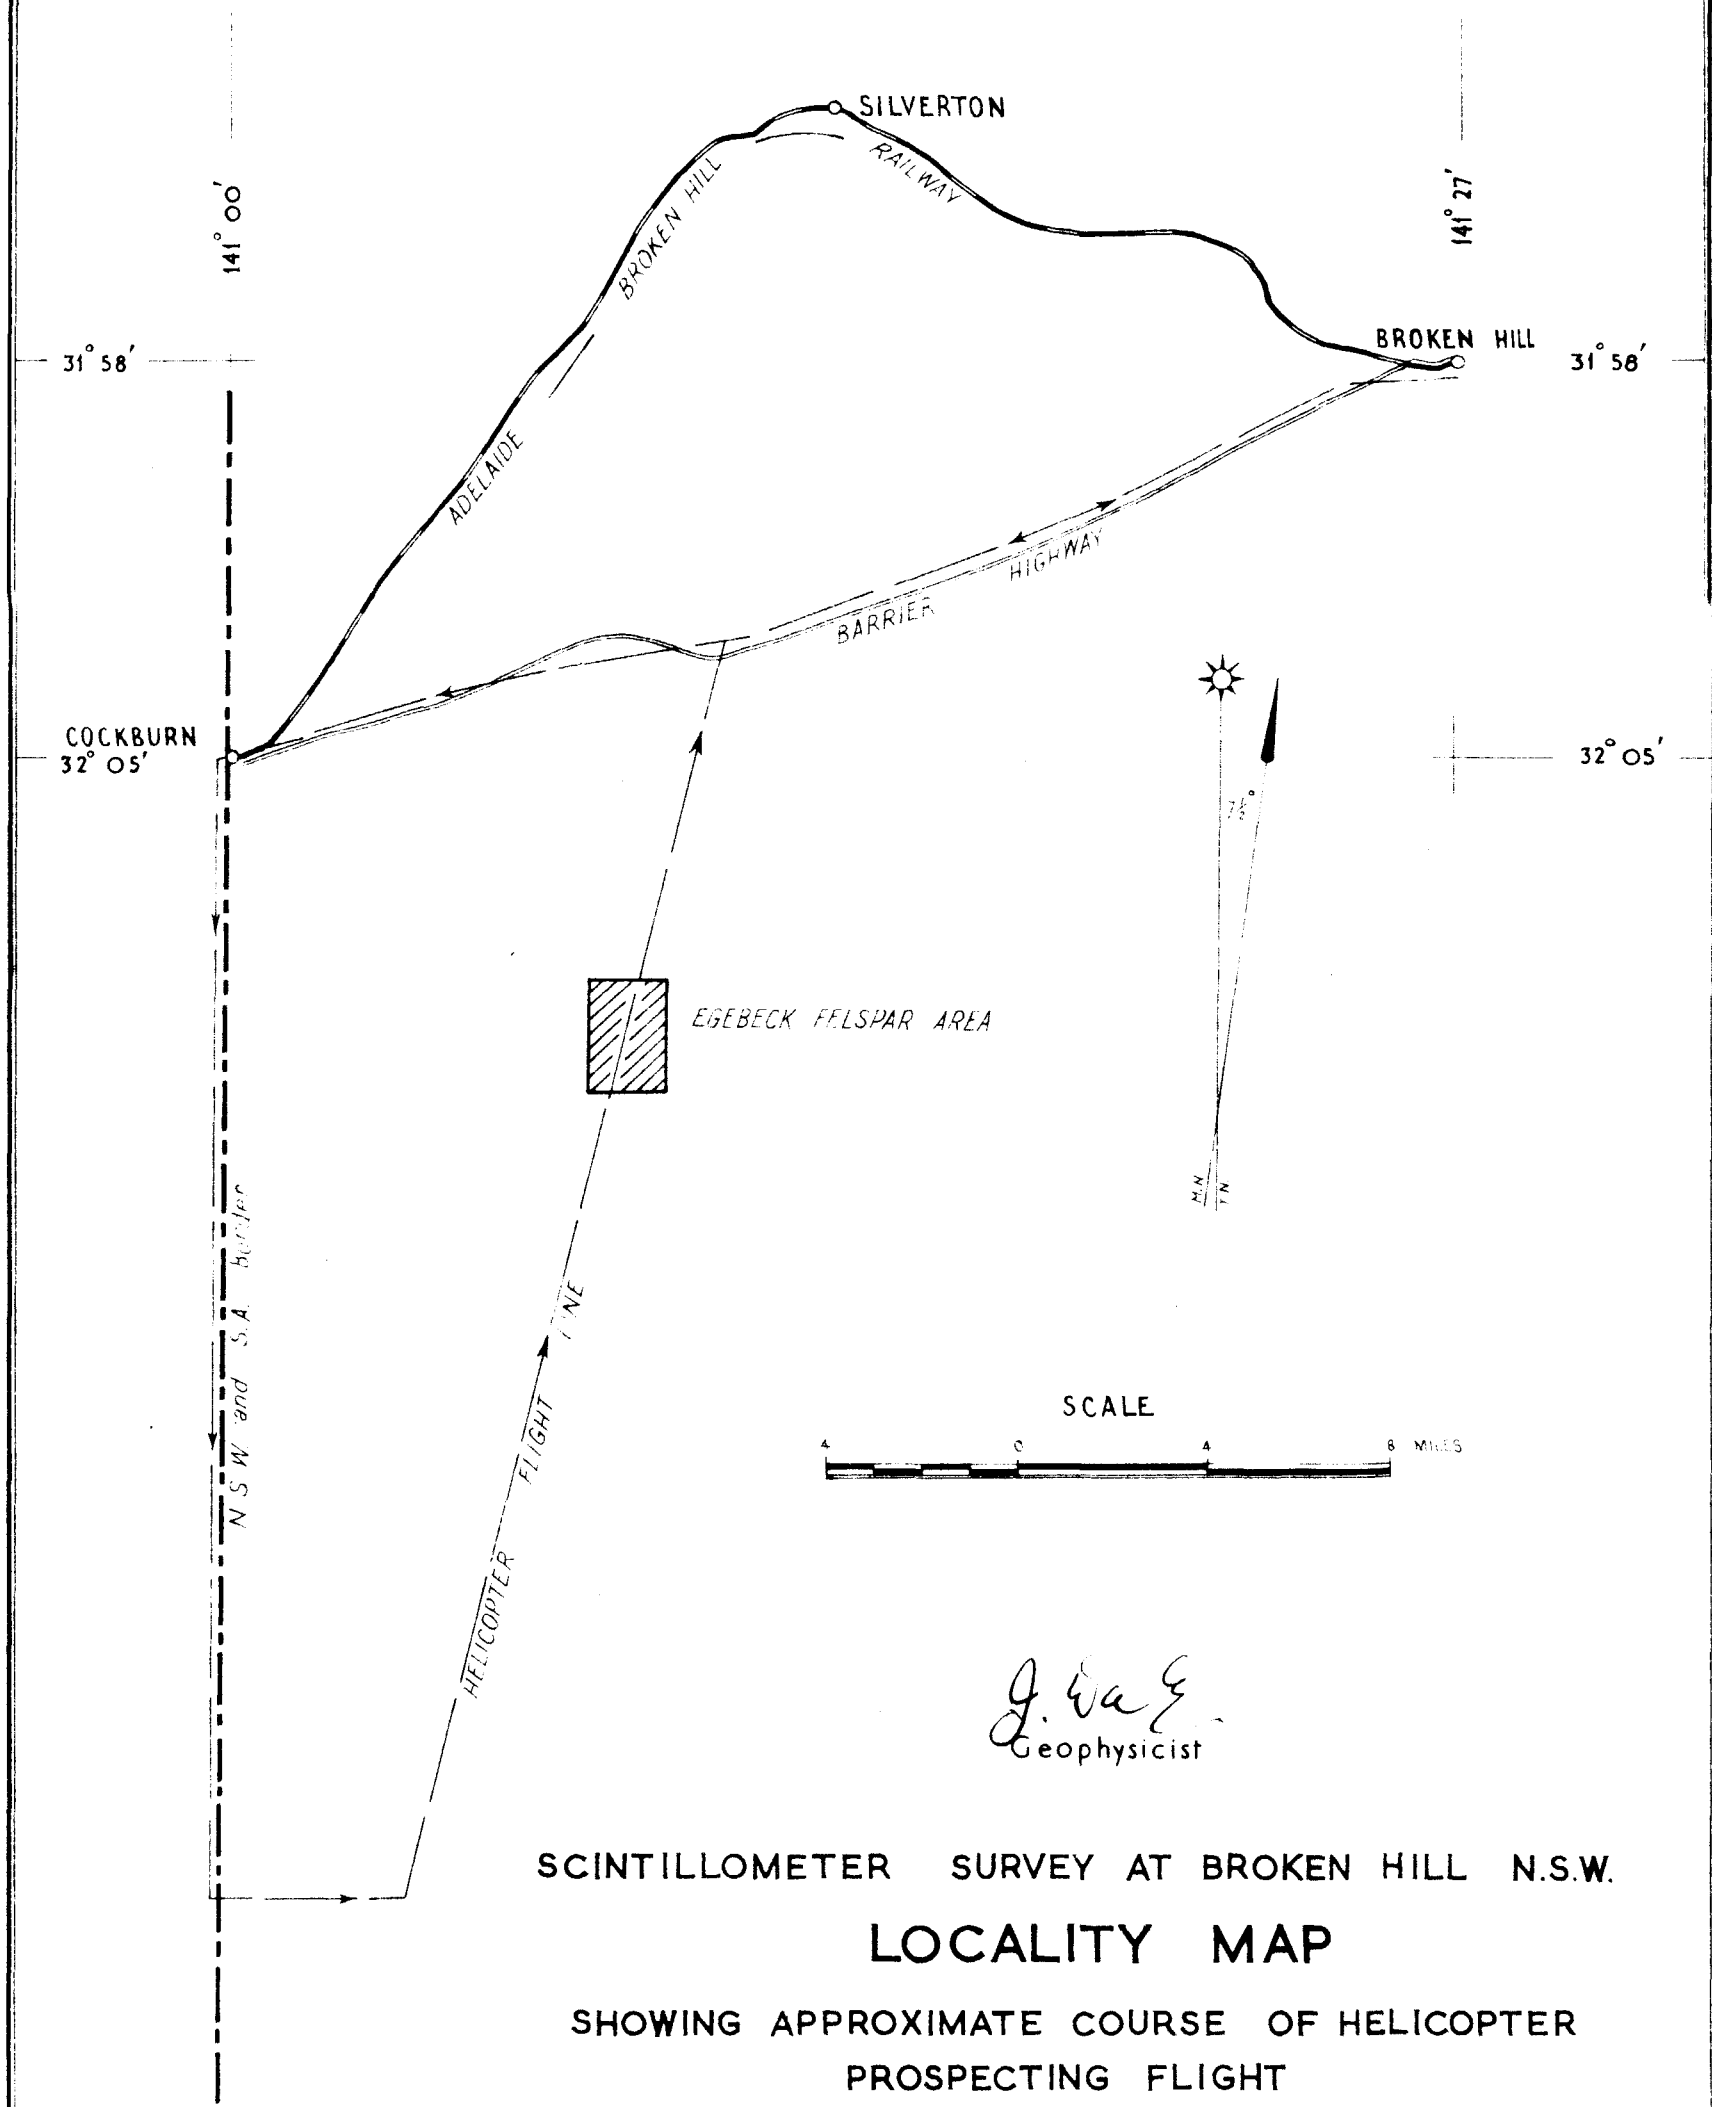 SILVERTON
RAILWAY
BROKEN HILL
ADELAIDE
141° 00'
141° 27'
31° 58'
BROKEN HILL
31° 58'
HIGHWAY
BARRIER
COCKBURN
32° 05'
32° 05'
7½°
EGEBECK FELSPAR AREA
M.N
T.N
N S W and S.A. Border
HELICOPTER FLIGHT LINE
SCALE
4 0 4 8 MILES
Geophysicist
SCINTILLOMETER SURVEY AT BROKEN HILL N.S.W.
LOCALITY MAP
SHOWING APPROXIMATE COURSE OF HELICOPTER
PROSPECTING FLIGHT